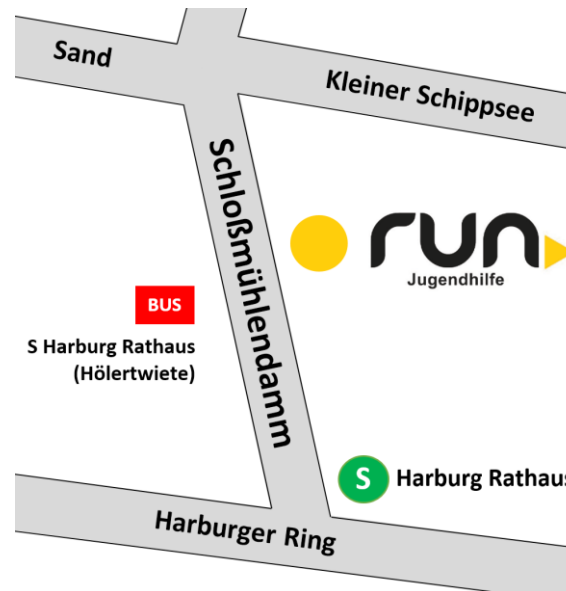 Sand
Kleiner Schippsee
Schloßmühlendamm
run
Jugendhilfe
BUS
S Harburg Rathaus
(Hölertwiete)
S Harburg Rathaus
Harburger Ring